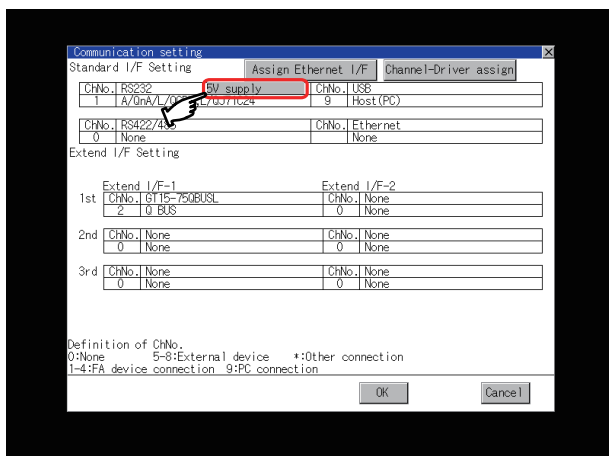 Communication setting
Standard I/F Setting Assign Ethernet I/F Channel-Driver assign
ChNo. RS232 5V supply ChNo. USB
1 A/QnA/L/QCPU,L/QJ71C24 9 Host(PC)
ChNo. RS422/485 ChNo. Ethernet
0 None None
Extend I/F Setting
Extend I/F-1 Extend I/F-2
1st ChNo. GT15-75QBUSL ChNo. None
2 Q BUS 0 None
2nd ChNo. None ChNo. None
0 None 0 None
3rd ChNo. None ChNo. None
0 None 0 None
Definition of ChNo.
0:None 5-8:External device *:Other connection
1-4:FA device connection 9:PC connection
OK Cancel